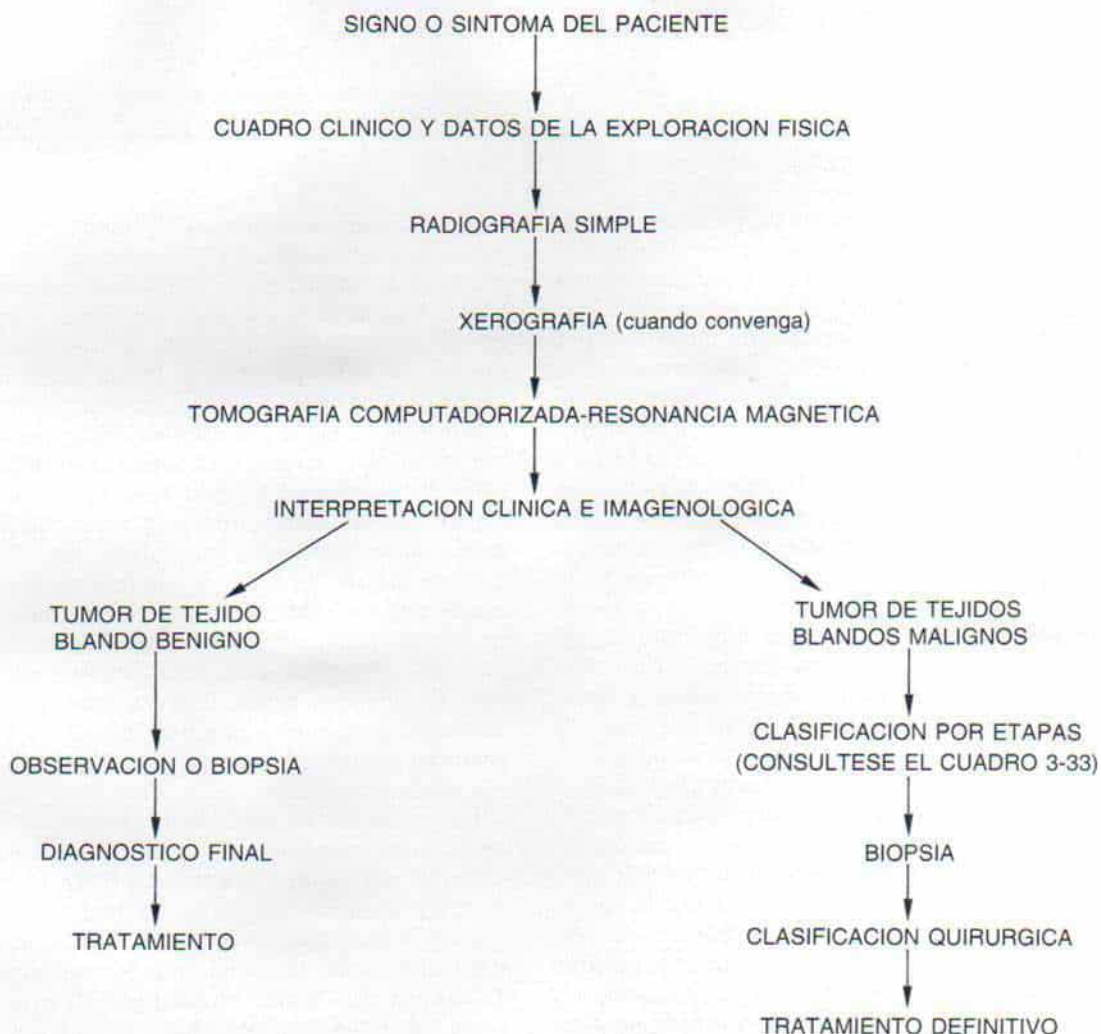 SIGNO O SINTOMA DEL PACIENTE
CUADRO CLINICO Y DATOS DE LA EXPLORACION FISICA
RADIOGRAFIA SIMPLE
XEROGRAFIA (cuando convenga)
TOMOGRAFIA COMPUTADORIZADA-RESONANCIA MAGNETICA
INTERPRETACION CLINICA E IMAGENOLOGICA
TUMOR DE TEJIDO
BLANDO BENIGNO
OBSERVACION O BIOPSIA
DIAGNOSTICO FINAL
TRATAMIENTO
TUMOR DE TEJIDOS
BLANDOS MALIGNOS
CLASIFICACION POR ETAPAS
(CONSULTESE EL CUADRO 3-33)
BIOPSIA
CLASIFICACION QUIRURGICA
TRATAMIENTO DEFINITIVO